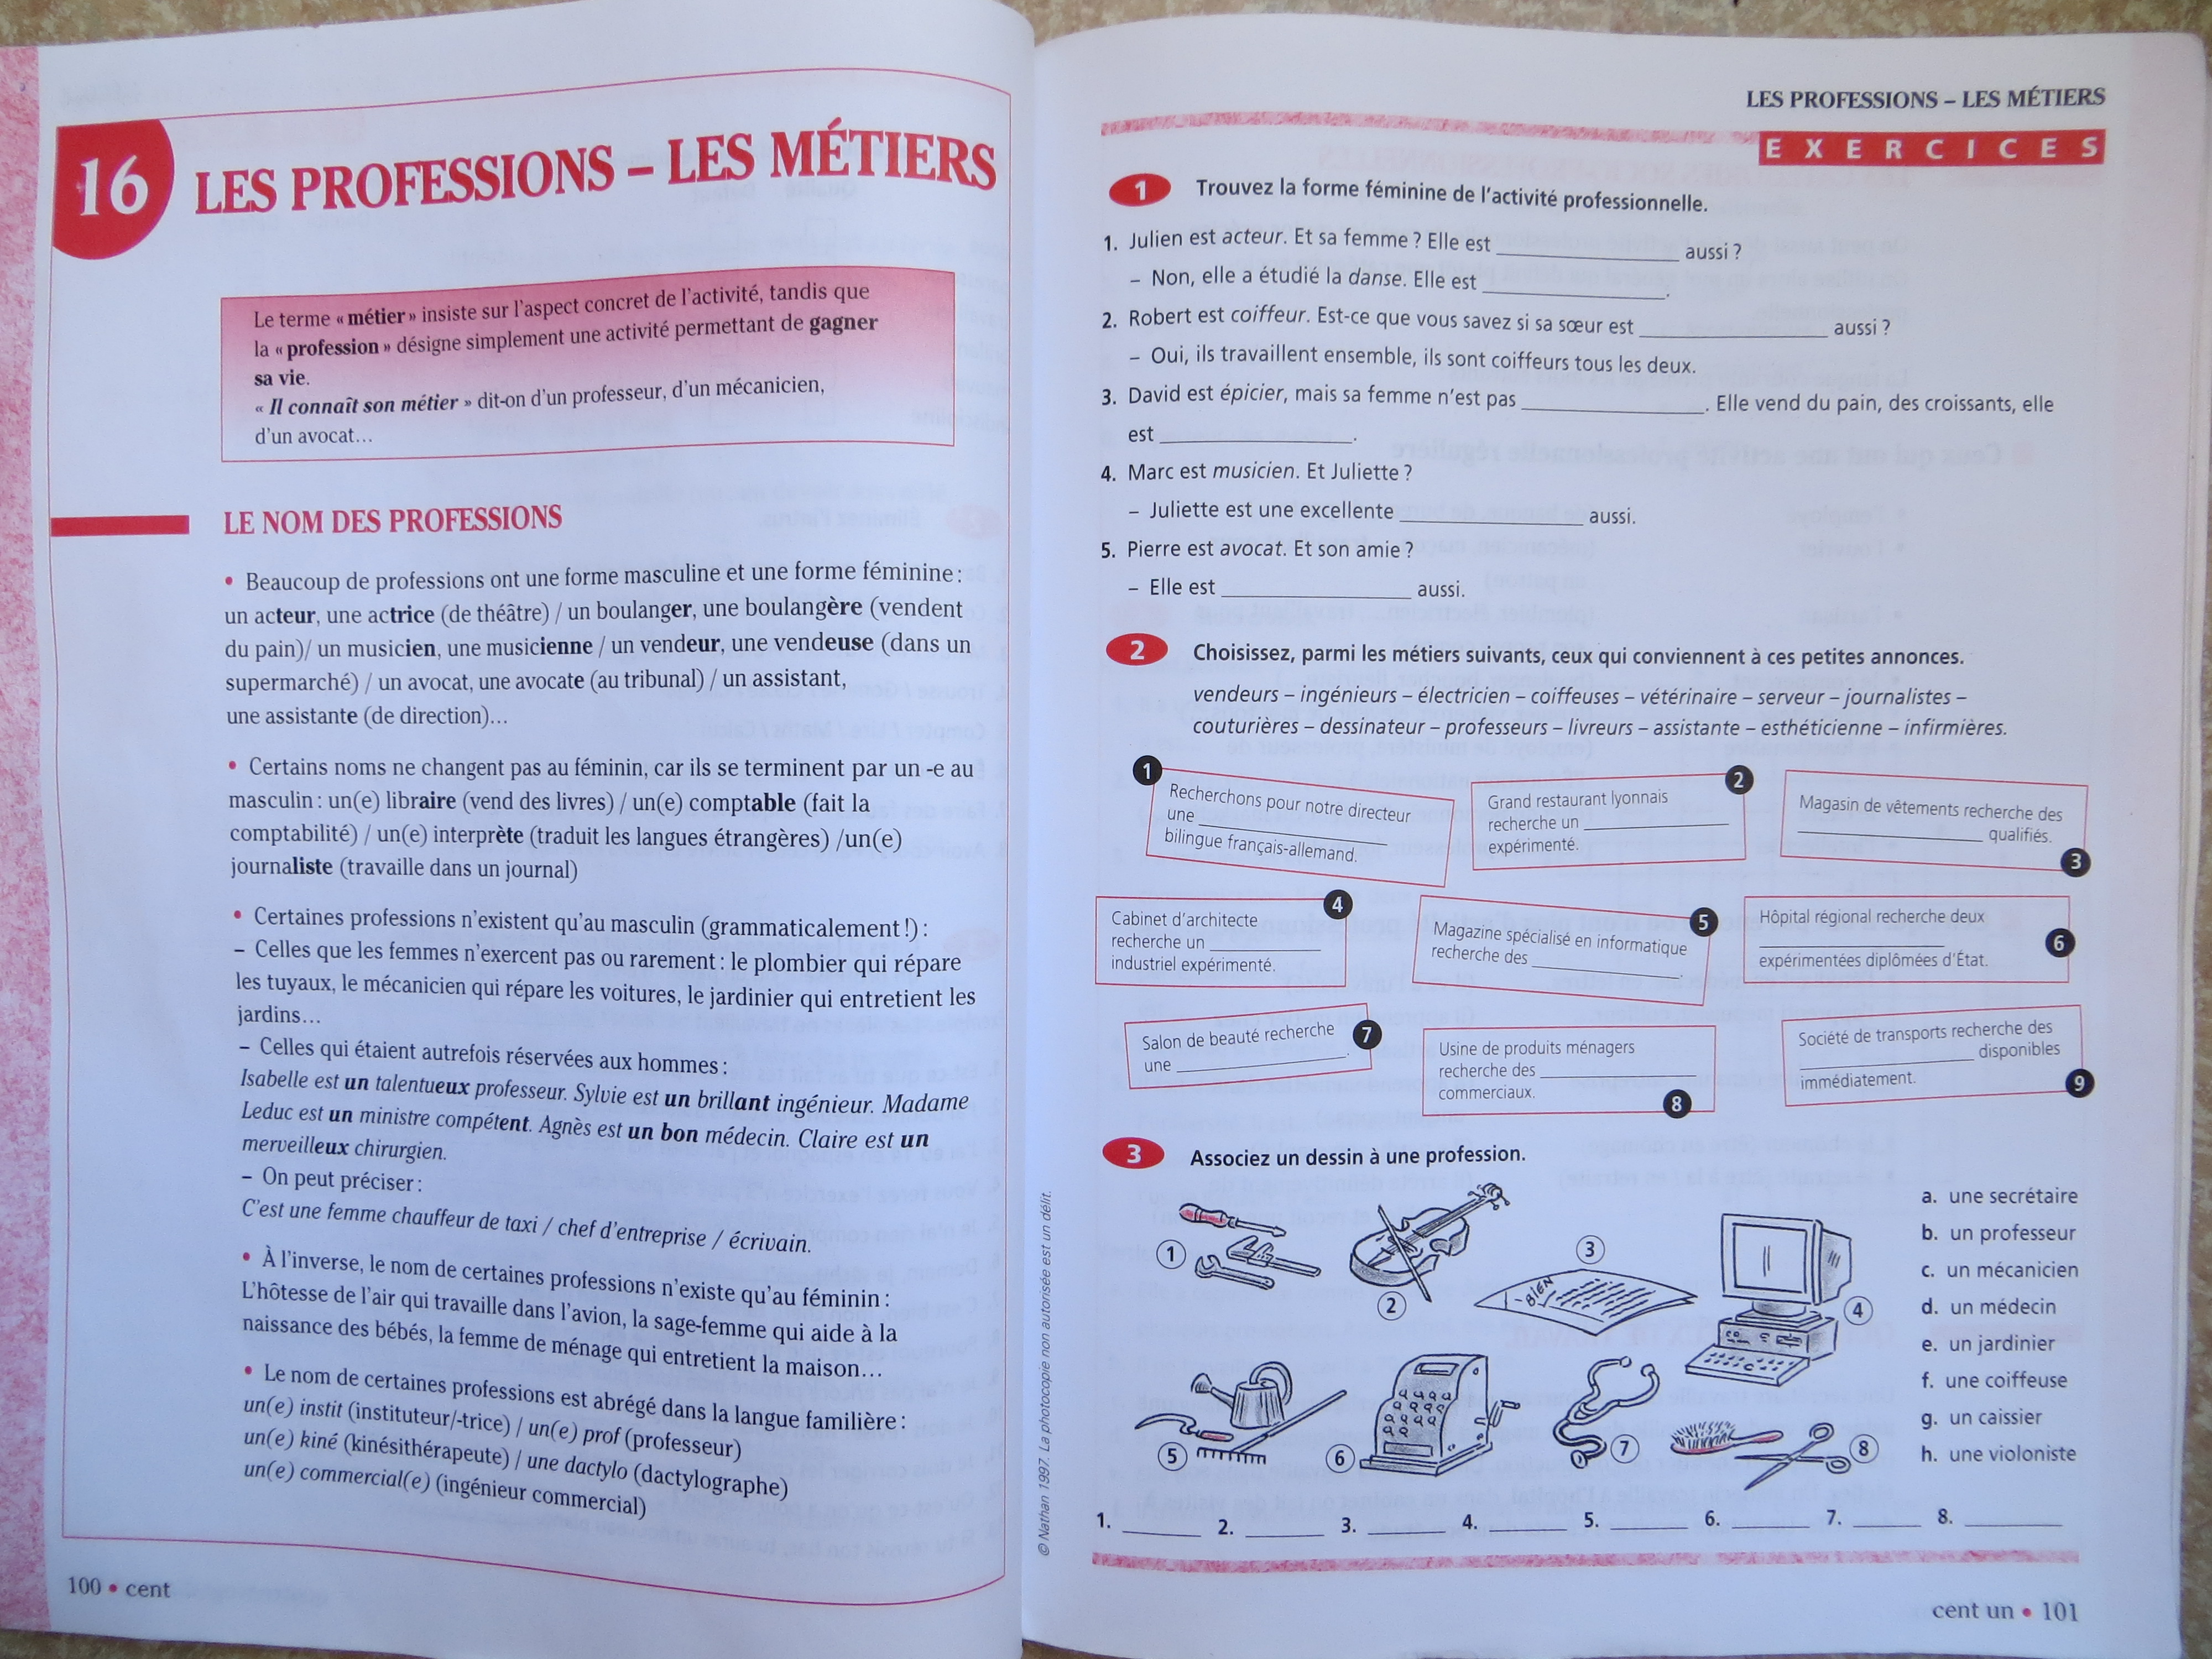 16
LES PROFESSIONS – LES MÉTIERS
Le terme « métier » insiste sur l'aspect concret de l'activité, tandis que
la « profession » désigne simplement une activité permettant de gagner
sa vie.
« Il connaît son métier » dit-on d'un professeur, d'un mécanicien,
d'un avocat…
LE NOM DES PROFESSIONS
• Beaucoup de professions ont une forme masculine et une forme féminine :
un acteur, une actrice (de théâtre) / un boulanger, une boulangère (vendent
du pain)/ un musicien, une musicienne / un vendeur, une vendeuse (dans un
supermarché) / un avocat, une avocate (au tribunal) / un assistant,
une assistante (de direction)…
• Certains noms ne changent pas au féminin, car ils se terminent par un -e au
masculin : un(e) libraire (vend des livres) / un(e) comptable (fait la
comptabilité) / un(e) interprète (traduit les langues étrangères) /un(e)
journaliste (travaille dans un journal)
• Certaines professions n'existent qu'au masculin (grammaticalement !) :
– Celles que les femmes n'exercent pas ou rarement : le plombier qui répare
les tuyaux, le mécanicien qui répare les voitures, le jardinier qui entretient les
jardins…
– Celles qui étaient autrefois réservées aux hommes :
Isabelle est un talentueux professeur. Sylvie est un brillant ingénieur. Madame
Leduc est un ministre compétent. Agnès est un bon médecin. Claire est un
merveilleux chirurgien.
– On peut préciser :
C'est une femme chauffeur de taxi / chef d'entreprise / écrivain.
• À l'inverse, le nom de certaines professions n'existe qu'au féminin :
L'hôtesse de l'air qui travaille dans l'avion, la sage-femme qui aide à la
naissance des bébés, la femme de ménage qui entretient la maison…
• Le nom de certaines professions est abrégé dans la langue familière :
un(e) instit (instituteur/-trice) / un(e) prof (professeur)
un(e) kiné (kinésithérapeute) / une dactylo (dactylographe)
un(e) commercial(e) (ingénieur commercial)
100 • cent
LES PROFESSIONS – LES MÉTIERS
EXERCICES
1 Trouvez la forme féminine de l'activité professionnelle.
1. Julien est acteur. Et sa femme ? Elle est ____ aussi ?
– Non, elle a étudié la danse. Elle est ____.
2. Robert est coiffeur. Est-ce que vous savez si sa sœur est ____ aussi ?
– Oui, ils travaillent ensemble, ils sont coiffeurs tous les deux.
3. David est épicier, mais sa femme n'est pas ____. Elle vend du pain, des croissants, elle
est ____.
4. Marc est musicien. Et Juliette ?
– Juliette est une excellente ____ aussi.
5. Pierre est avocat. Et son amie ?
– Elle est ____ aussi.
2 Choisissez, parmi les métiers suivants, ceux qui conviennent à ces petites annonces.
vendeurs – ingénieurs – électricien – coiffeuses – vétérinaire – serveur – journalistes –
couturières – dessinateur – professeurs – livreurs – assistante – esthéticienne – infirmières.
1
Recherchons pour notre directeur
une ____
bilingue français-allemand.
2
Grand restaurant lyonnais
recherche un ____
expérimenté.
Magasin de vêtements recherche des
____ qualifiés.
3
4
Cabinet d'architecte
recherche un ____
industriel expérimenté.
5
Magazine spécialisé en informatique
recherche des ____.
Hôpital régional recherche deux
____
expérimentées diplômées d'État.
6
Salon de beauté recherche
une ____.
7
Usine de produits ménagers
recherche des ____
commerciaux.
8
Société de transports recherche des
____ disponibles
immédiatement.
9
3 Associez un dessin à une profession.
1
2
3
BIEN
4
5
6
7
8
a. une secrétaire
b. un professeur
c. un mécanicien
d. un médecin
e. un jardinier
f. une coiffeuse
g. un caissier
h. une violoniste
1. ____ 2. ____ 3. ____ 4. ____ 5. ____ 6. ____ 7. ____ 8. ____
© Nathan 1997. La photocopie non autorisée est un délit.
cent un • 101